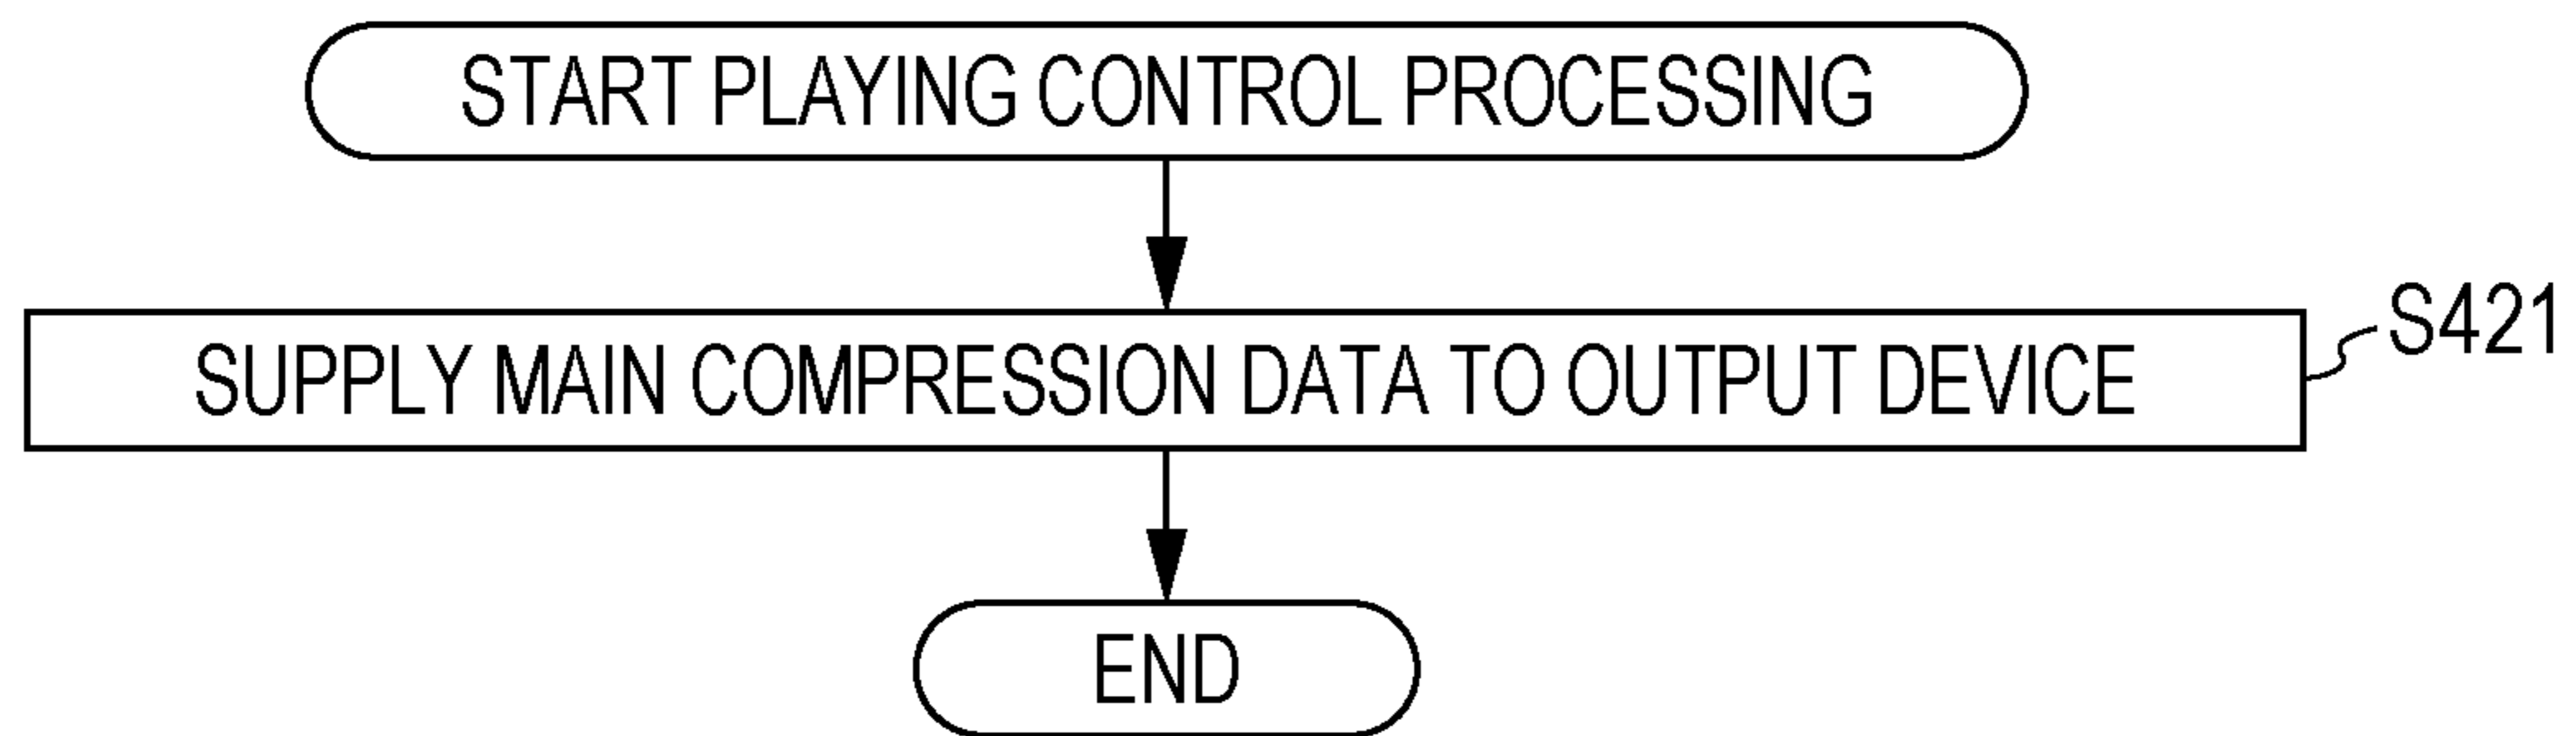 START PLAYING CONTROL PROCESSING
SUPPLY MAIN COMPRESSION DATA TO OUTPUT DEVICE
S421
END